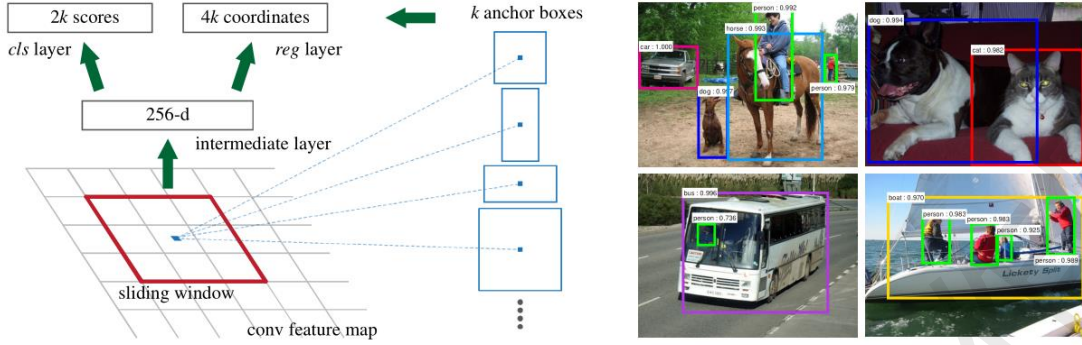 2k scores
4k coordinates
k anchor boxes
cls layer
reg layer
256-d
intermediate layer
sliding window
conv feature map
person : 0.992
horse : 0.993
car : 1.000
person : 0.979
dog : 0.997
dog : 0.994
cat : 0.982
bus : 0.996
person : 0.736
boat : 0.970
person : 0.983
person : 0.983
person : 0.925
person : 0.989
Lickety Split